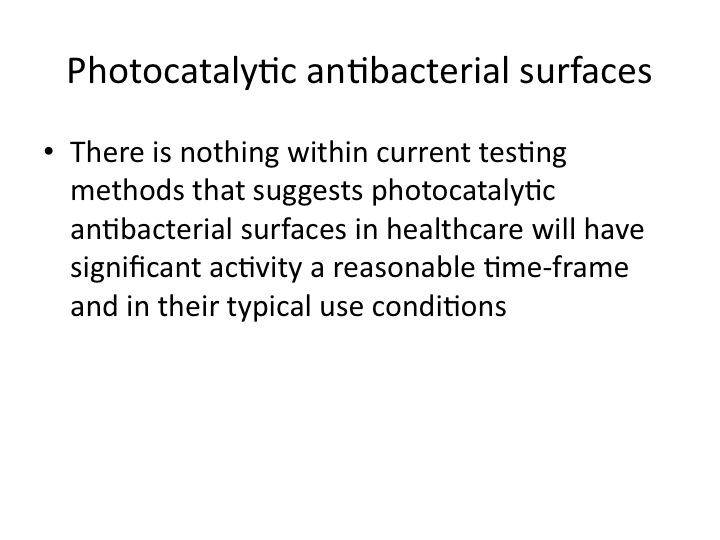 Photocatalytic antibacterial surfaces
• There is nothing within current testing
methods that suggests photocatalytic
antibacterial surfaces in healthcare will have
significant activity a reasonable time-frame
and in their typical use conditions